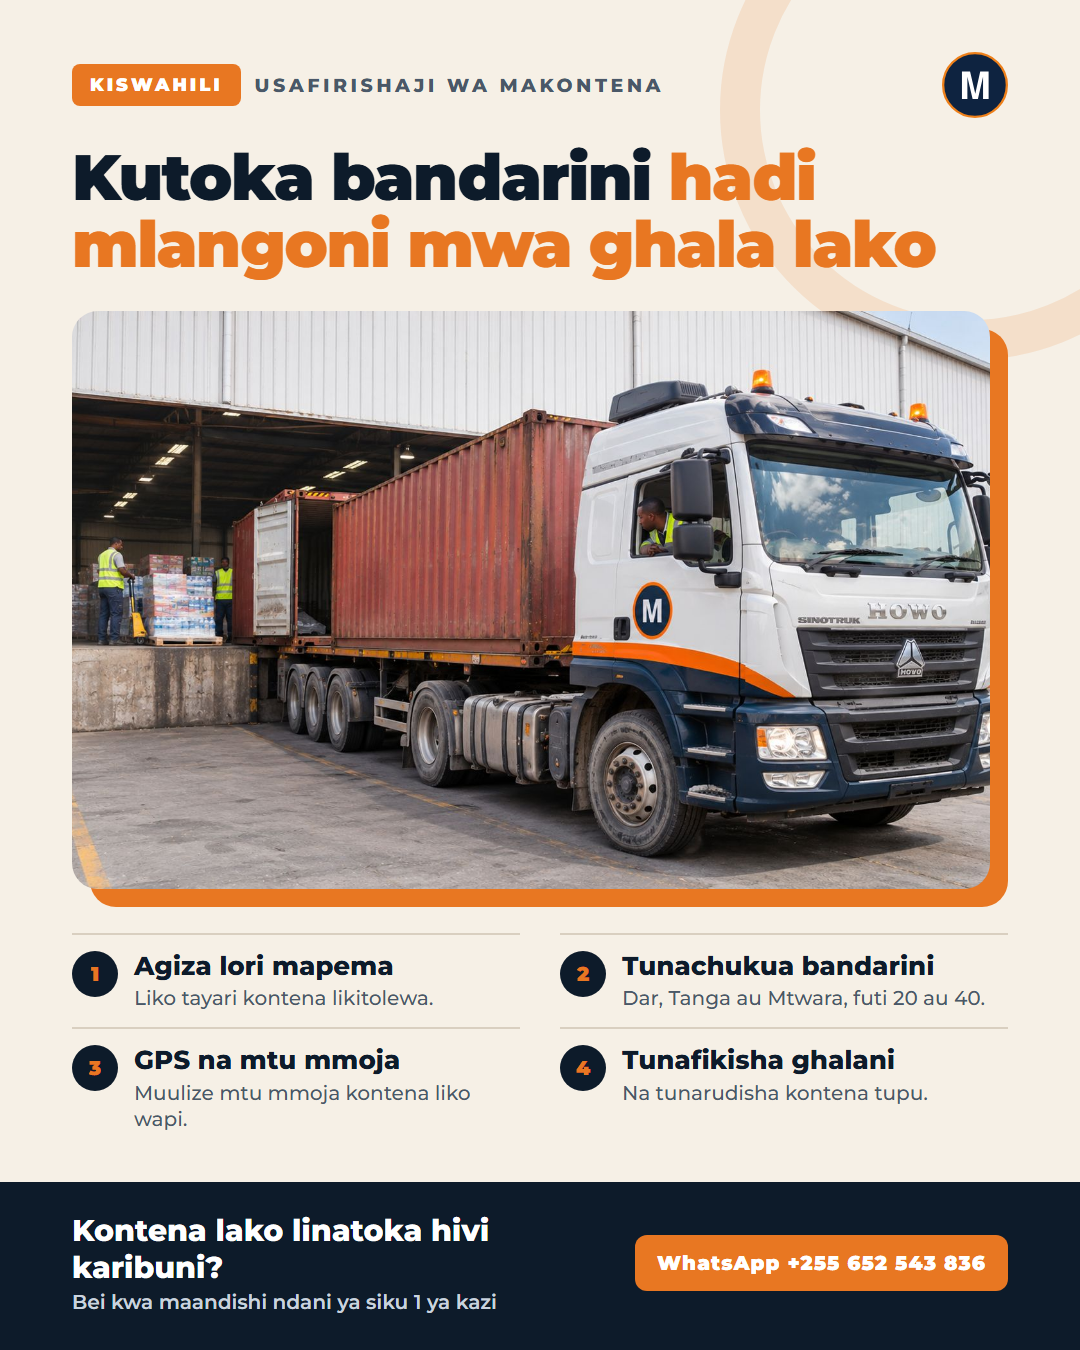 KISWAHILI USAFIRISHAJI WA MAKONTENA
M
Kutoka bandarini hadi
mlangoni mwa ghala lako
M
SINOTRUK HOWO
HOVO
1 Agiza lori mapema
Liko tayari kontena likitolewa.
2 Tunachukua bandarini
Dar, Tanga au Mtwara, futi 20 au 40.
3 GPS na mtu mmoja
Muulize mtu mmoja kontena liko
wapi.
4 Tunafikisha ghalani
Na tunarudisha kontena tupu.
Kontena lako linatoka hivi
karibuni?
Bei kwa maandishi ndani ya siku 1 ya kazi
WhatsApp +255 652 543 836